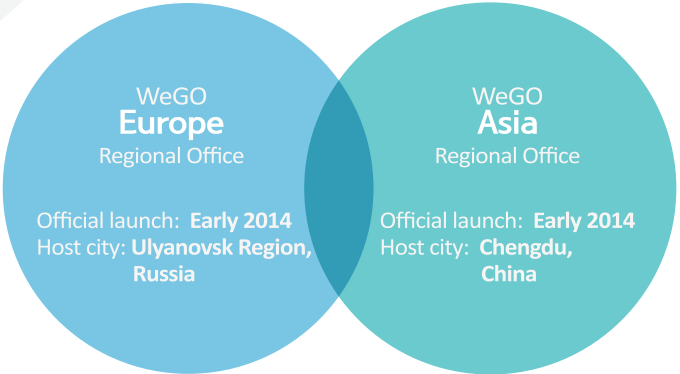 WeGO
Europe
Regional Office
Official launch: Early 2014
Host city: Ulyanovsk Region,
Russia
WeGO
Asia
Regional Office
Official launch: Early 2014
Host city: Chengdu,
China